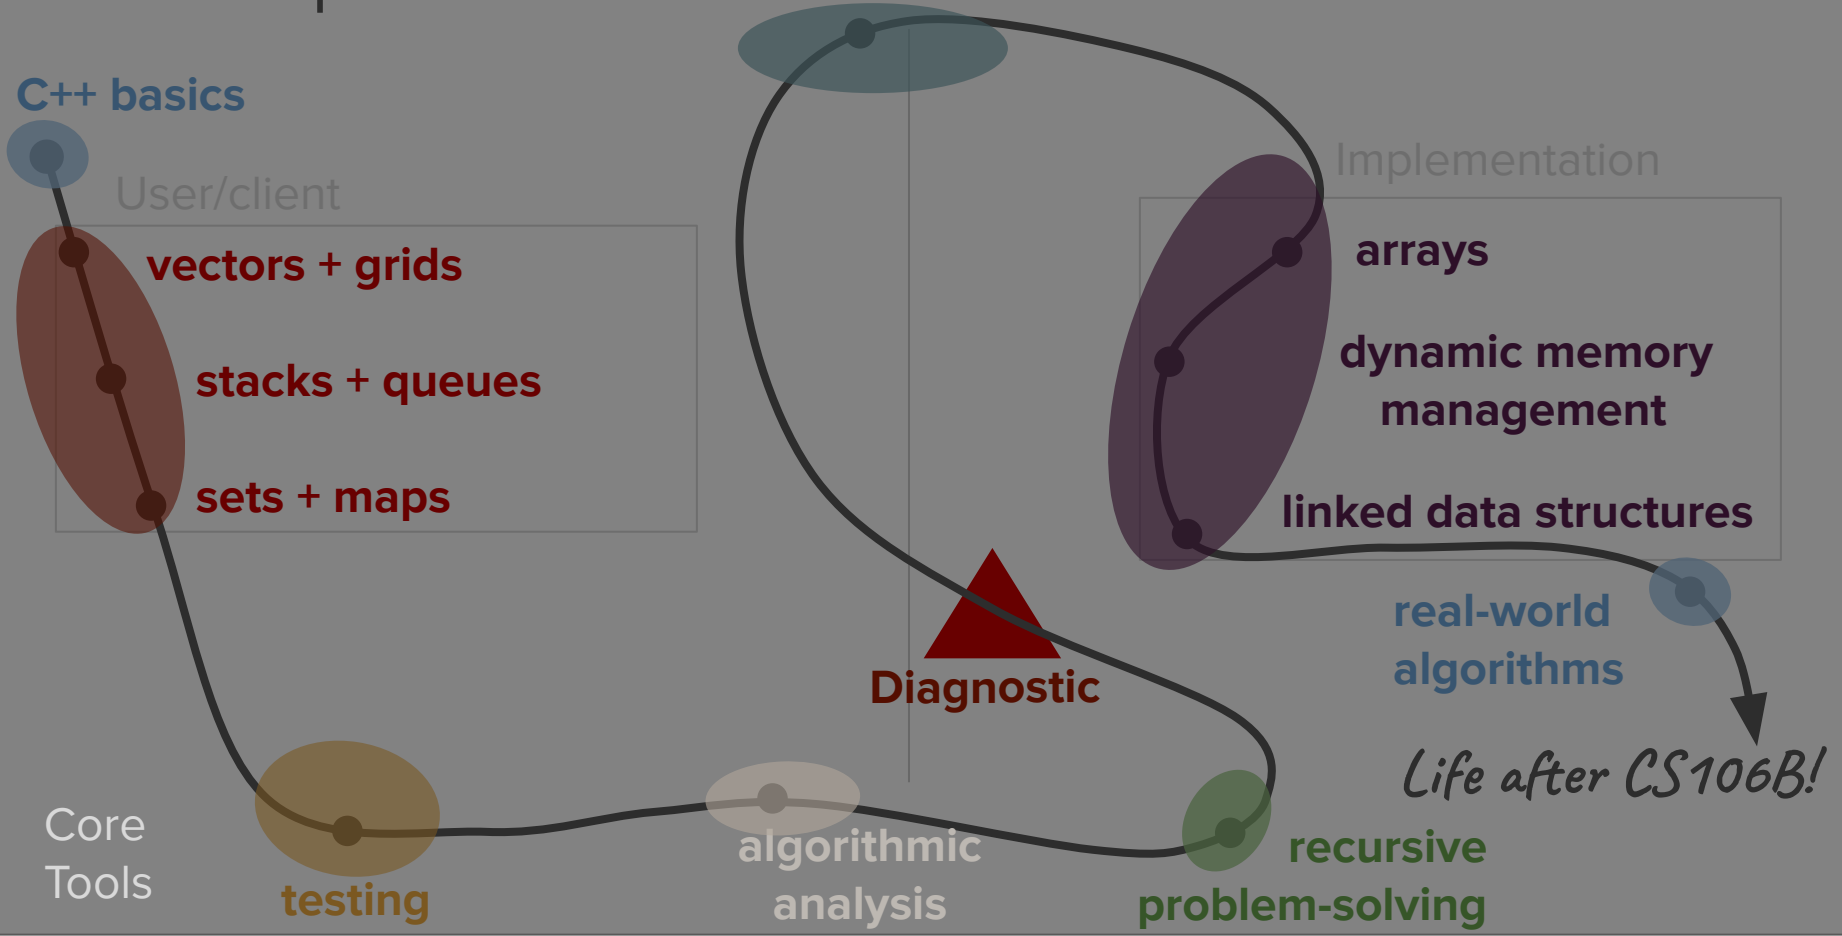 C++ basics
User/client
vectors + grids
stacks + queues
sets + maps
Core
Tools
testing
algorithmic
analysis
Diagnostic
recursive
problem-solving
Implementation
arrays
dynamic memory
management
linked data structures
real-world
algorithms
Life after CS106B!